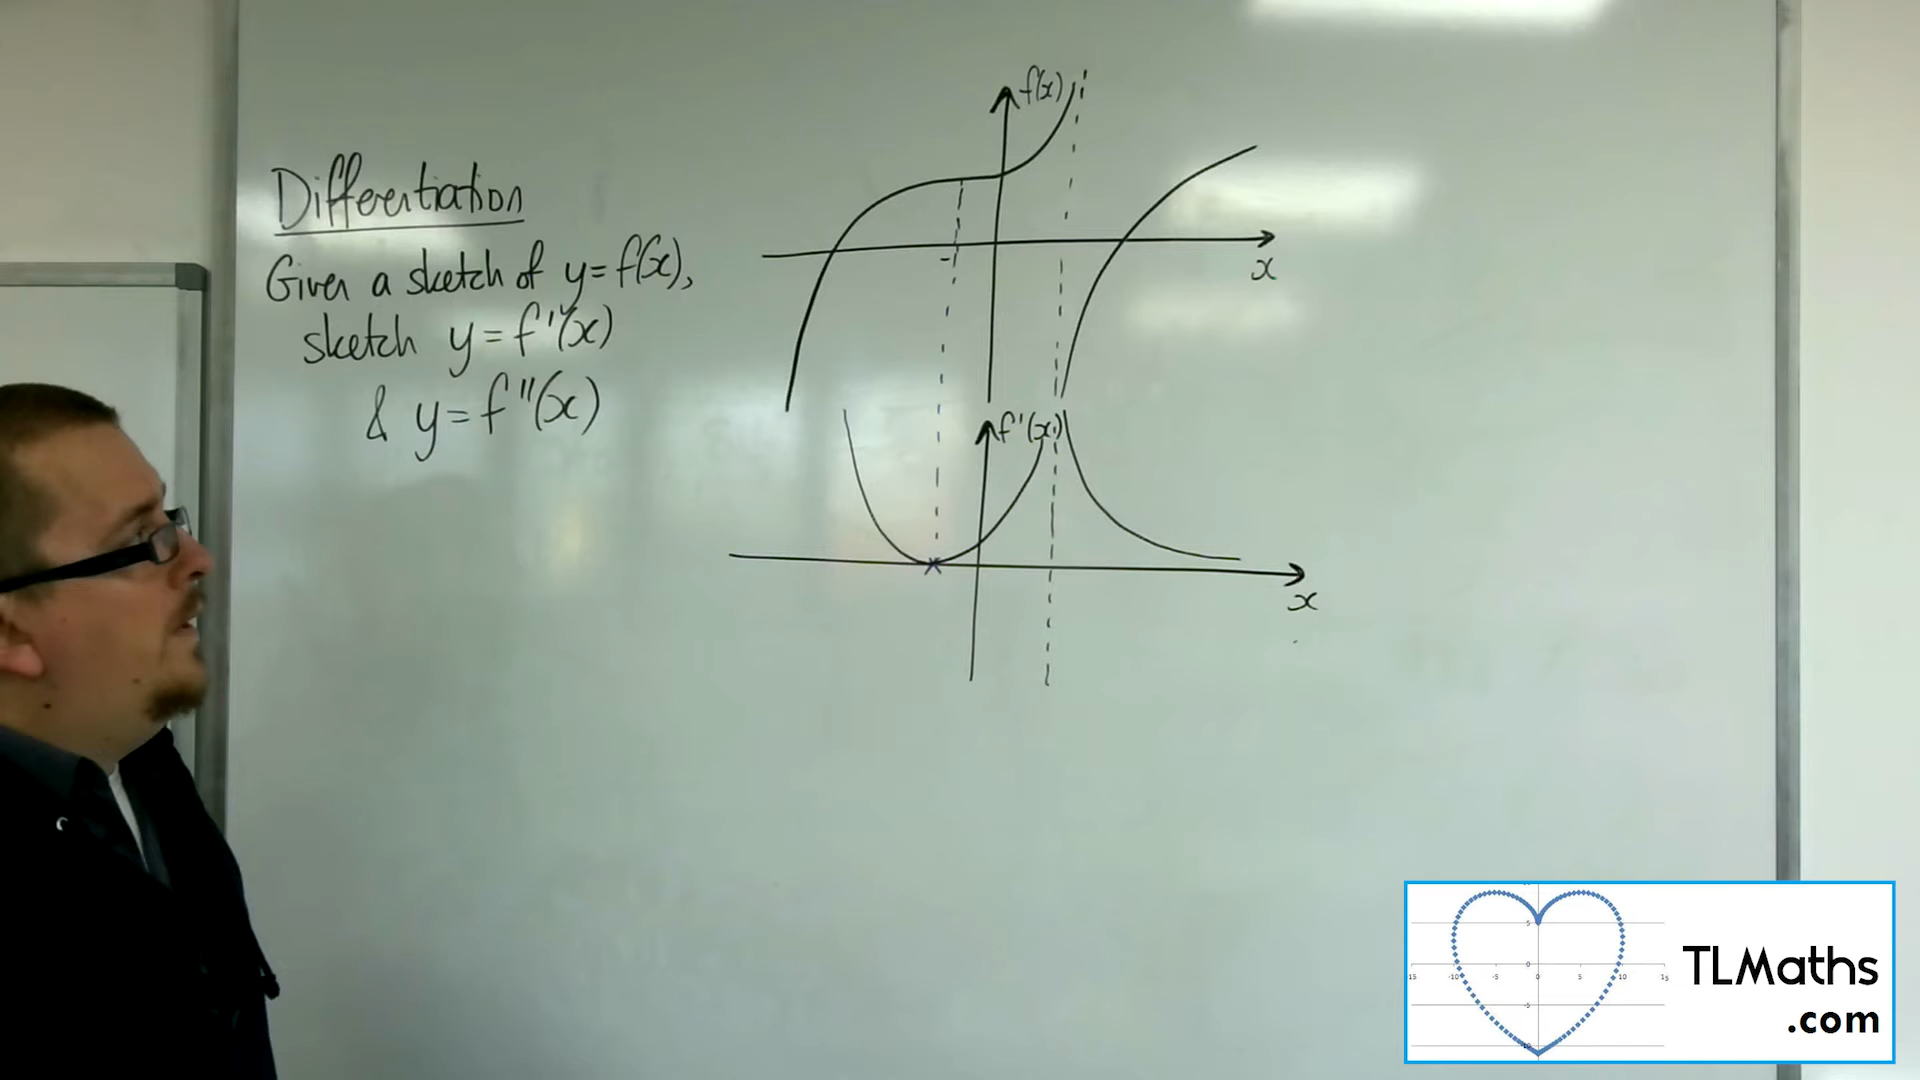 Differentiation
Given a sketch of y=f(x),
sketch y=f'(x)
& y=f"(x)
f(x)
x
f'(x)
x
TLMaths
.com